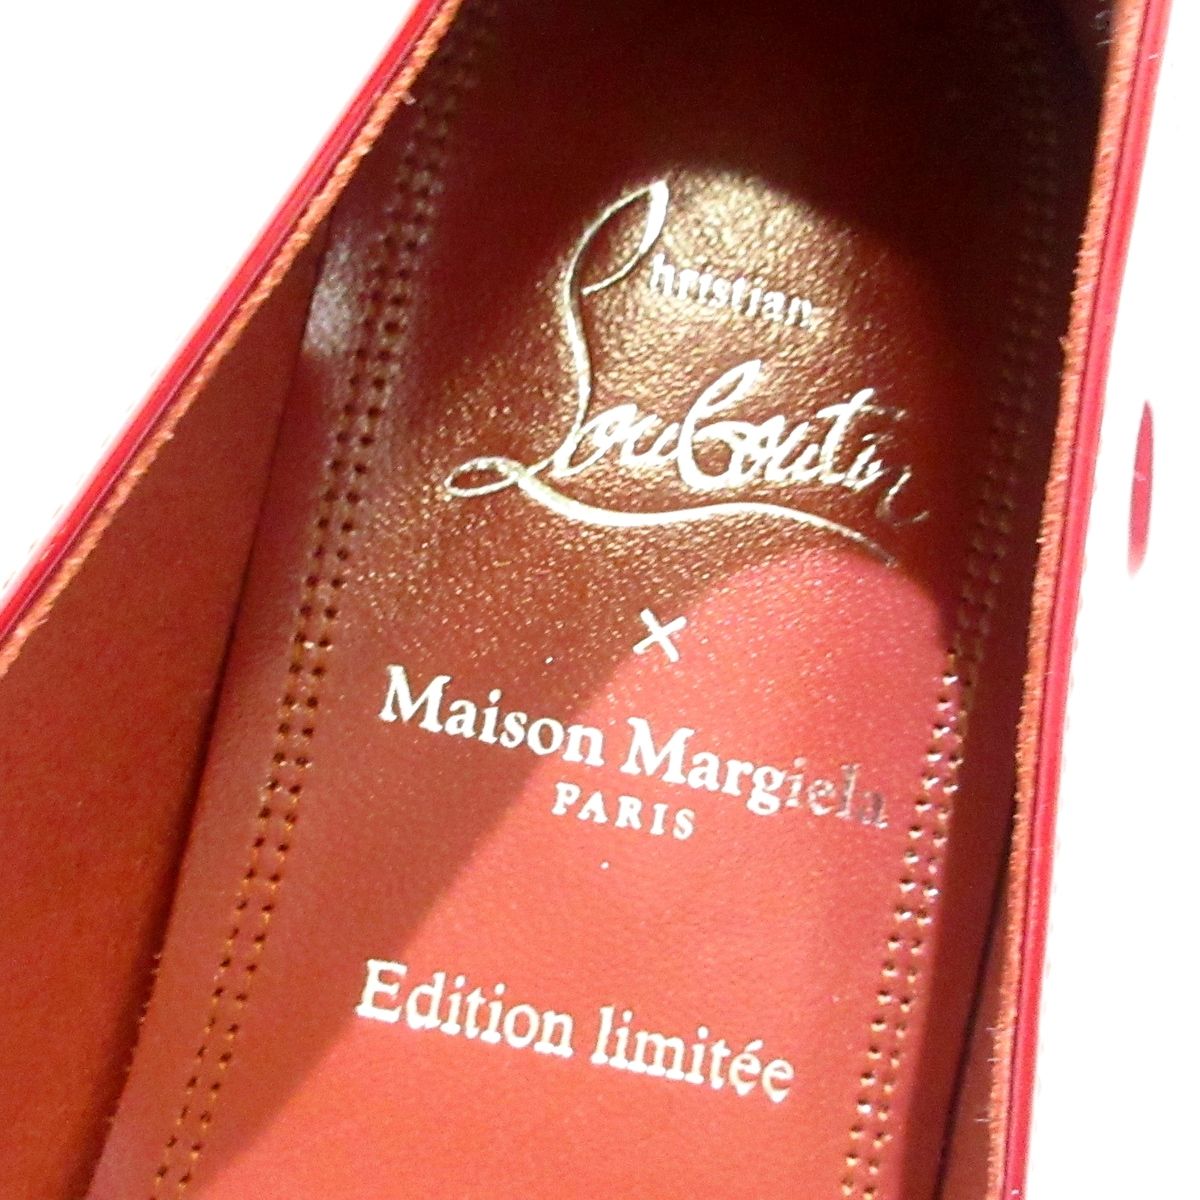 Christian
Louboutin
×
Maison Margiela
PARIS
Edition limitée